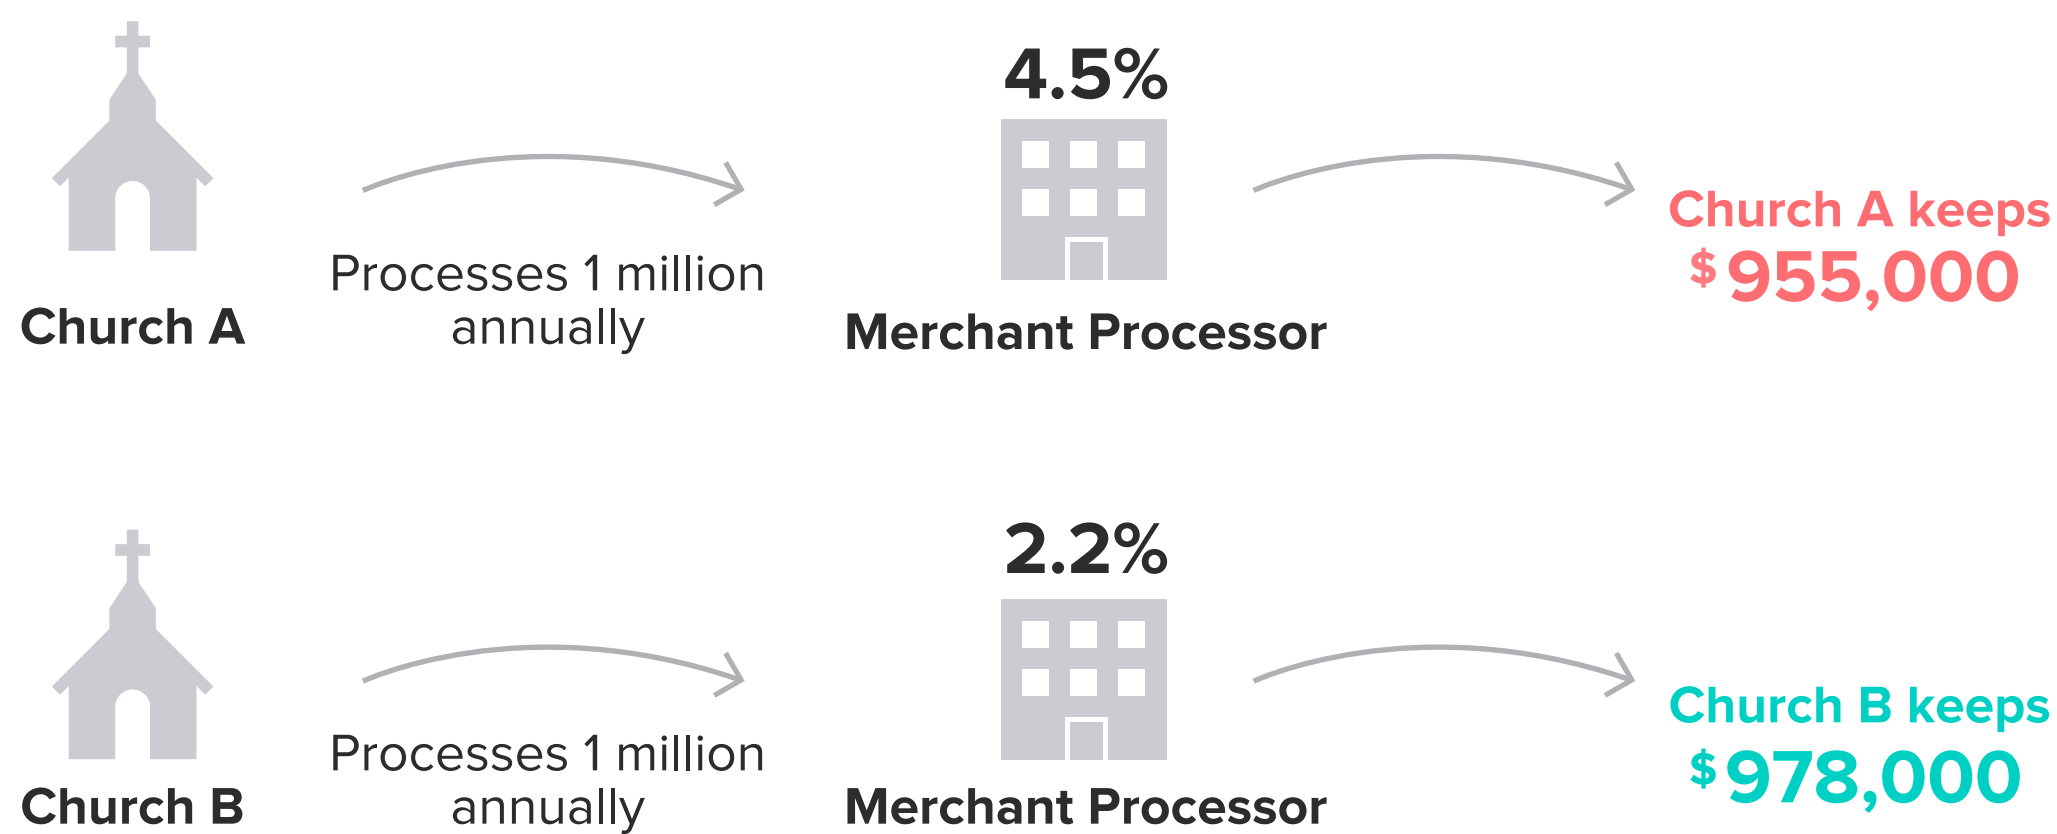 4.5%
Church A keeps
$955,000
Processes 1 million
annually
Church A
Merchant Processor
2.2%
Church B keeps
$978,000
Processes 1 million
annually
Church B
Merchant Processor